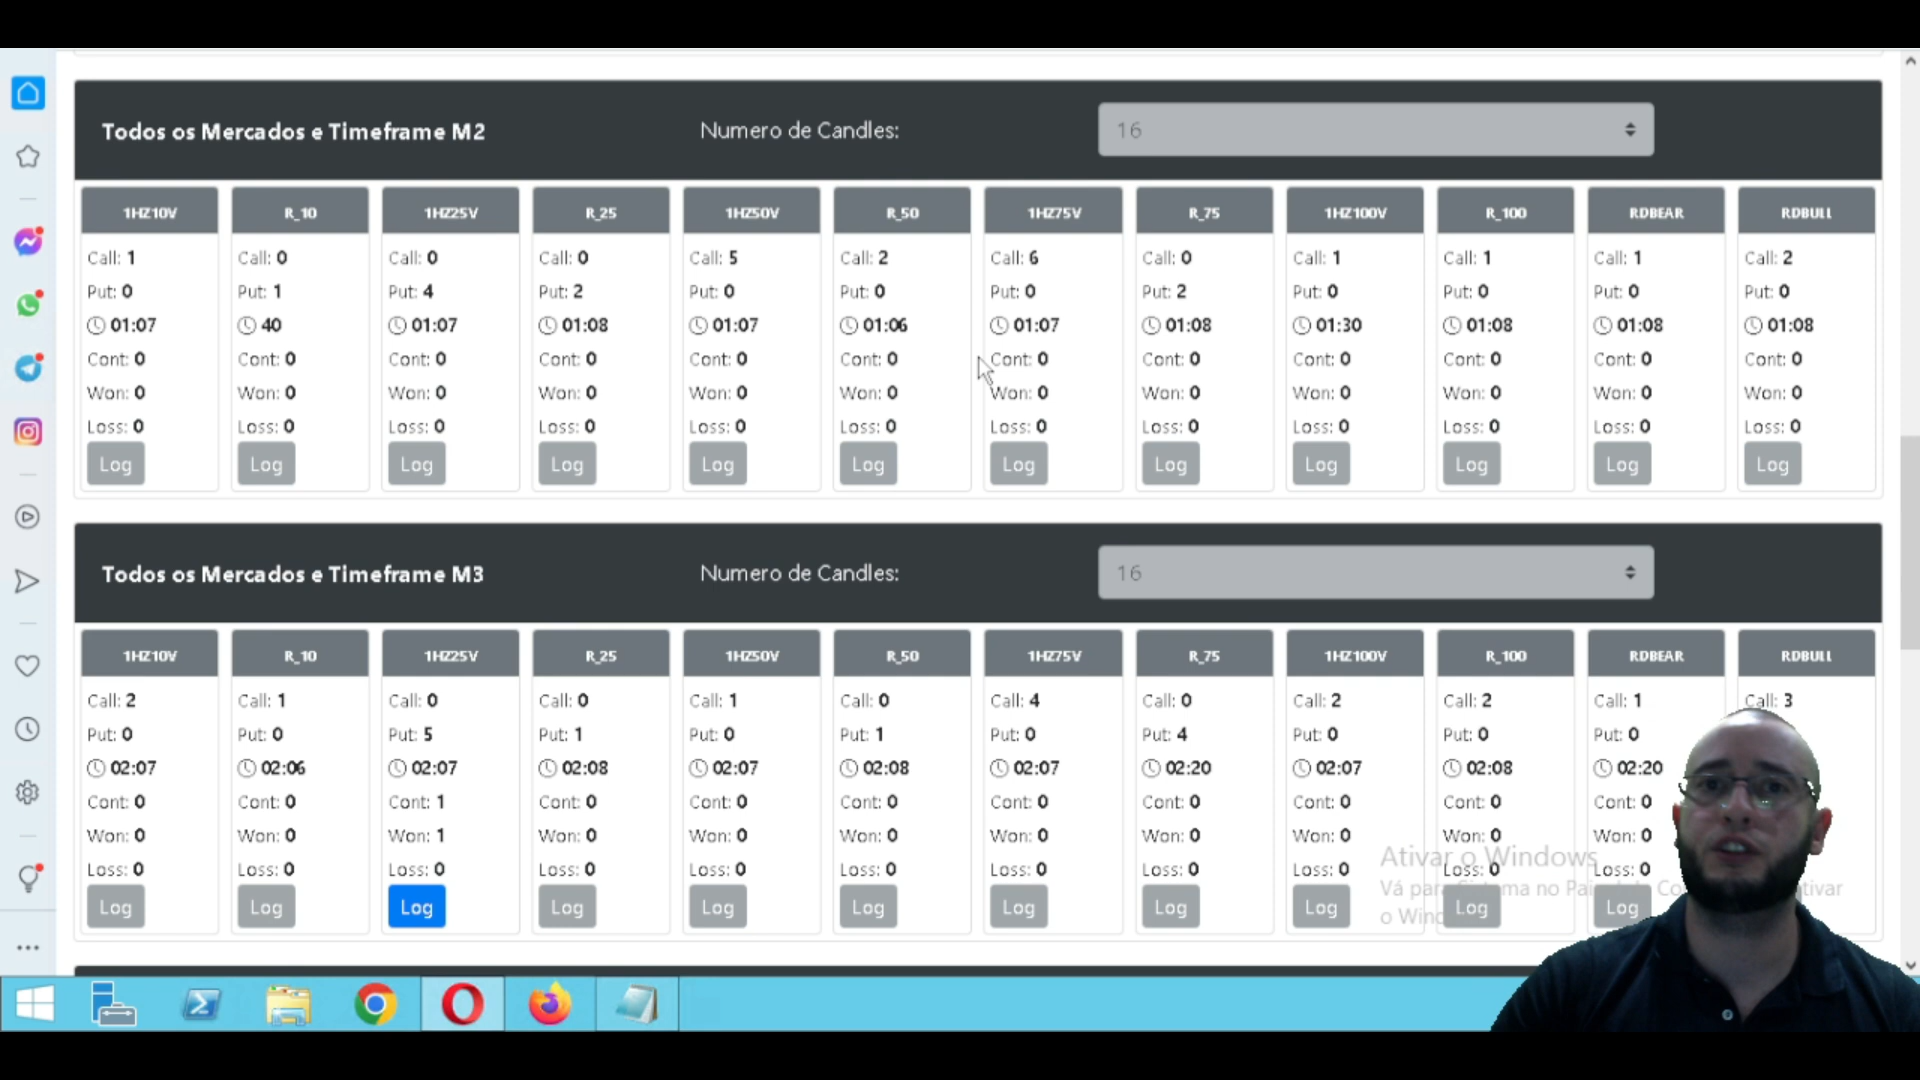 Todos os Mercados e Timeframe M2 Numero de Candles: 16
1HZ10V R_10 1HZ25V R_25 1HZ50V R_50 1HZ75V R_75 1HZ100V R_100 RDBEAR RDBULL
Call: 1 Call: 0 Call: 0 Call: 0 Call: 5 Call: 2 Call: 6 Call: 0 Call: 1 Call: 1 Call: 1 Call: 2
Put: 0 Put: 1 Put: 4 Put: 2 Put: 0 Put: 0 Put: 0 Put: 2 Put: 0 Put: 0 Put: 0 Put: 0
01:07 40 01:07 01:08 01:07 01:06 01:07 01:08 01:30 01:08 01:08 01:08
Cont: 0 Cont: 0 Cont: 0 Cont: 0 Cont: 0 Cont: 0 Cont: 0 Cont: 0 Cont: 0 Cont: 0 Cont: 0 Cont: 0
Won: 0 Won: 0 Won: 0 Won: 0 Won: 0 Won: 0 Won: 0 Won: 0 Won: 0 Won: 0 Won: 0 Won: 0
Loss: 0 Loss: 0 Loss: 0 Loss: 0 Loss: 0 Loss: 0 Loss: 0 Loss: 0 Loss: 0 Loss: 0 Loss: 0 Loss: 0
Log Log Log Log Log Log Log Log Log Log Log Log
Todos os Mercados e Timeframe M3 Numero de Candles: 16
1HZ10V R_10 1HZ25V R_25 1HZ50V R_50 1HZ75V R_75 1HZ100V R_100 RDBEAR RDBULL
Call: 2 Call: 1 Call: 0 Call: 0 Call: 1 Call: 0 Call: 4 Call: 0 Call: 2 Call: 2 Call: 1 Call: 3
Put: 0 Put: 0 Put: 5 Put: 1 Put: 0 Put: 1 Put: 0 Put: 4 Put: 0 Put: 0 Put: 0
02:07 02:06 02:07 02:08 02:07 02:08 02:07 02:20 02:07 02:08 02:20
Cont: 0 Cont: 0 Cont: 1 Cont: 0 Cont: 0 Cont: 0 Cont: 0 Cont: 0 Cont: 0 Cont: 0 Cont: 0
Won: 0 Won: 0 Won: 1 Won: 0 Won: 0 Won: 0 Won: 0 Won: 0 Won: 0 Won: 0 Won: 0
Ativar o Windows
Loss: 0 Loss: 0 Loss: 0 Loss: 0 Loss: 0 Loss: 0 Loss: 0 Loss: 0 Loss: 0 Loss: 0 Loss: 0
Vá para no
Log Log Log Log Log Log Log Log Log Log Log
o